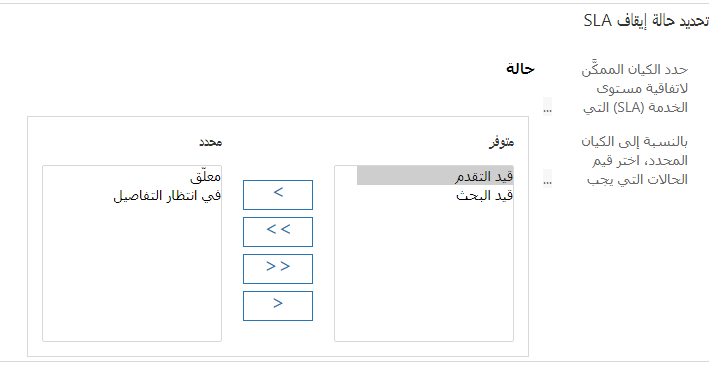 تحديد حالة إيقاف SLA
حدد الكيان الممكَّن
لاتفاقية مستوى
الخدمة (SLA) التي
...
بالنسبة إلى الكيان
المحدد، اختر قيم
الحالات التي يجب
...
حالة
متوفر
قيد التقدم
قيد البحث
>
>>
<<
<
محدد
معلّق
في انتظار التفاصيل